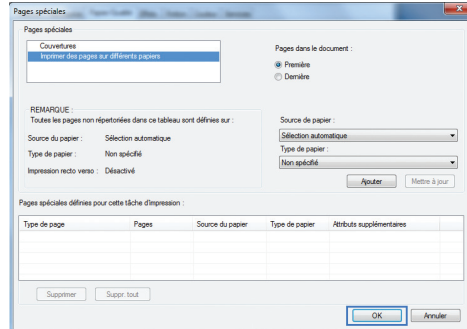 Pages spéciales
Pages spéciales
Couvertures
Imprimer des pages sur différents papiers
Pages dans le document :
Première
Dernière
REMARQUE :
Toutes les pages non répertoriées dans ce tableau sont définies sur :
Source du papier : Sélection automatique
Type de papier : Non spécifié
Impression recto verso : Désactivé
Source de papier :
Sélection automatique
Type de papier :
Non spécifié
Ajouter Mettre à jour
Pages spéciales définies pour cette tâche d'impression :
Type de page Pages Source du papier Type de papier Attributs supplémentaires
Supprimer Suppr. tout
OK Annuler